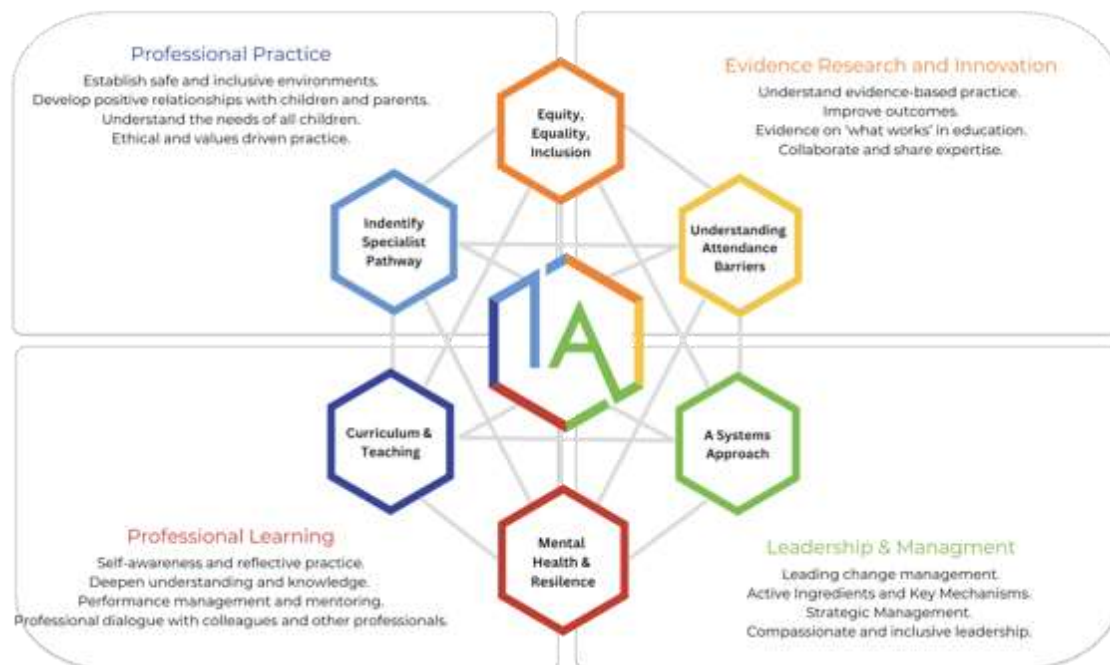 Professional Practice
Establish safe and inclusive environments.
Develop positive relationships with children and parents.
Understand the needs of all children.
Ethical and values driven practice.
Evidence Research and Innovation
Understand evidence-based practice.
Improve outcomes.
Evidence on 'what works' in education.
Collaborate and share expertise.
Equity,
Equality,
Inclusion
Indentify
Specialist
Pathway
Understanding
Attendance
Barriers
1A
Curriculum &
Teaching
A Systems
Approach
Mental
Health &
Resilence
Professional Learning
Self-awareness and reflective practice.
Deepen understanding and knowledge.
Performance management and mentoring.
Professional dialogue with colleagues and other professionals.
Leadership & Managment
Leading change management.
Active Ingredients and Key Mechanisms.
Strategic Management.
Compassionate and inclusive leadership.